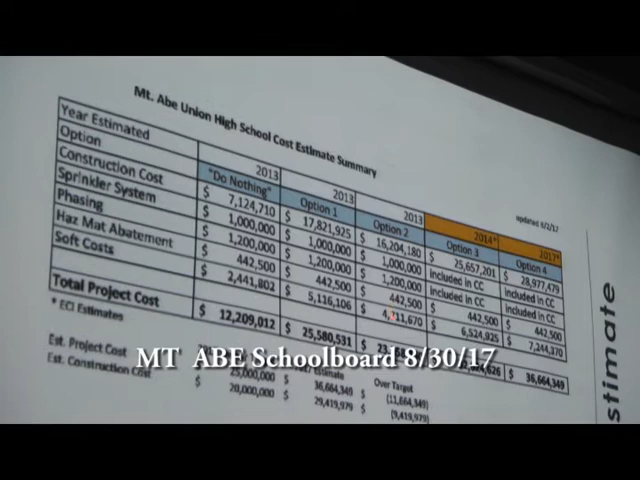 Mt. Abe Union High School Cost Estimate Summary
updated 8/2/17
Year Estimated 2013 2013 2013 2014* 2017*
Option "Do Nothing" Option 1 Option 2 Option 3 Option 4
Construction Cost $ 7,124,710 $ 17,821,925 $ 16,204,180 $ 25,657,201 $ 28,977,479
Sprinkler System $ 1,000,000 $ 1,000,000 $ 1,000,000 included in CC included in CC
Phasing $ 1,200,000 $ 1,200,000 $ 1,200,000 included in CC included in CC
Haz Mat Abatement $ 442,500 $ 442,500 $ 442,500 $ 442,500 $ 442,500
Soft Costs $ 2,441,802 $ 5,116,106 $ 4,711,670 $ 6,524,925 $ 7,244,370
Total Project Cost $ 12,209,012 $ 25,580,531 $ $ 36,664,349
* ECI Estimates
Estimate Over Target
Est. Project Cost $ 25,000,000 $ 36,664,349 $ (11,664,349)
Est. Construction Cost $ 20,000,000 $ 29,419,979 $ (9,419,979)
MT ABE Schoolboard 8/30/17
stimate